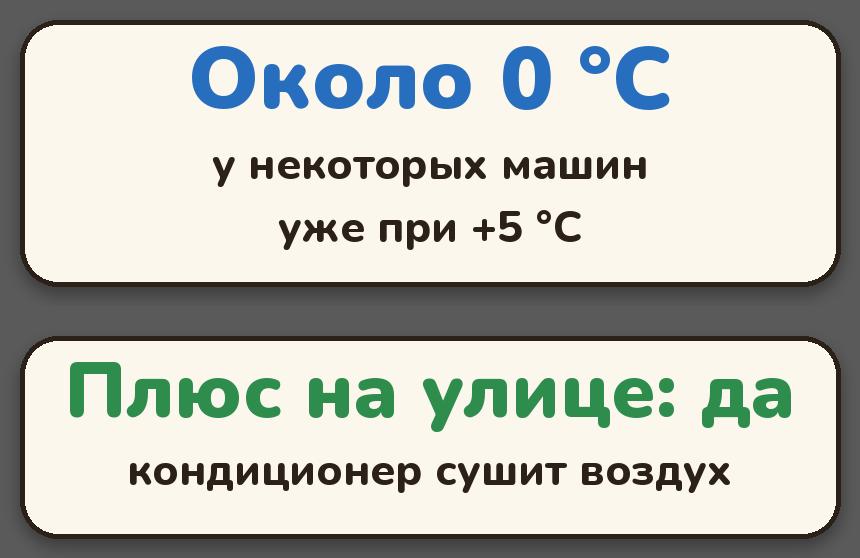 Около 0 °C
у некоторых машин
уже при +5 °C
Плюс на улице: да
кондиционер сушит воздух